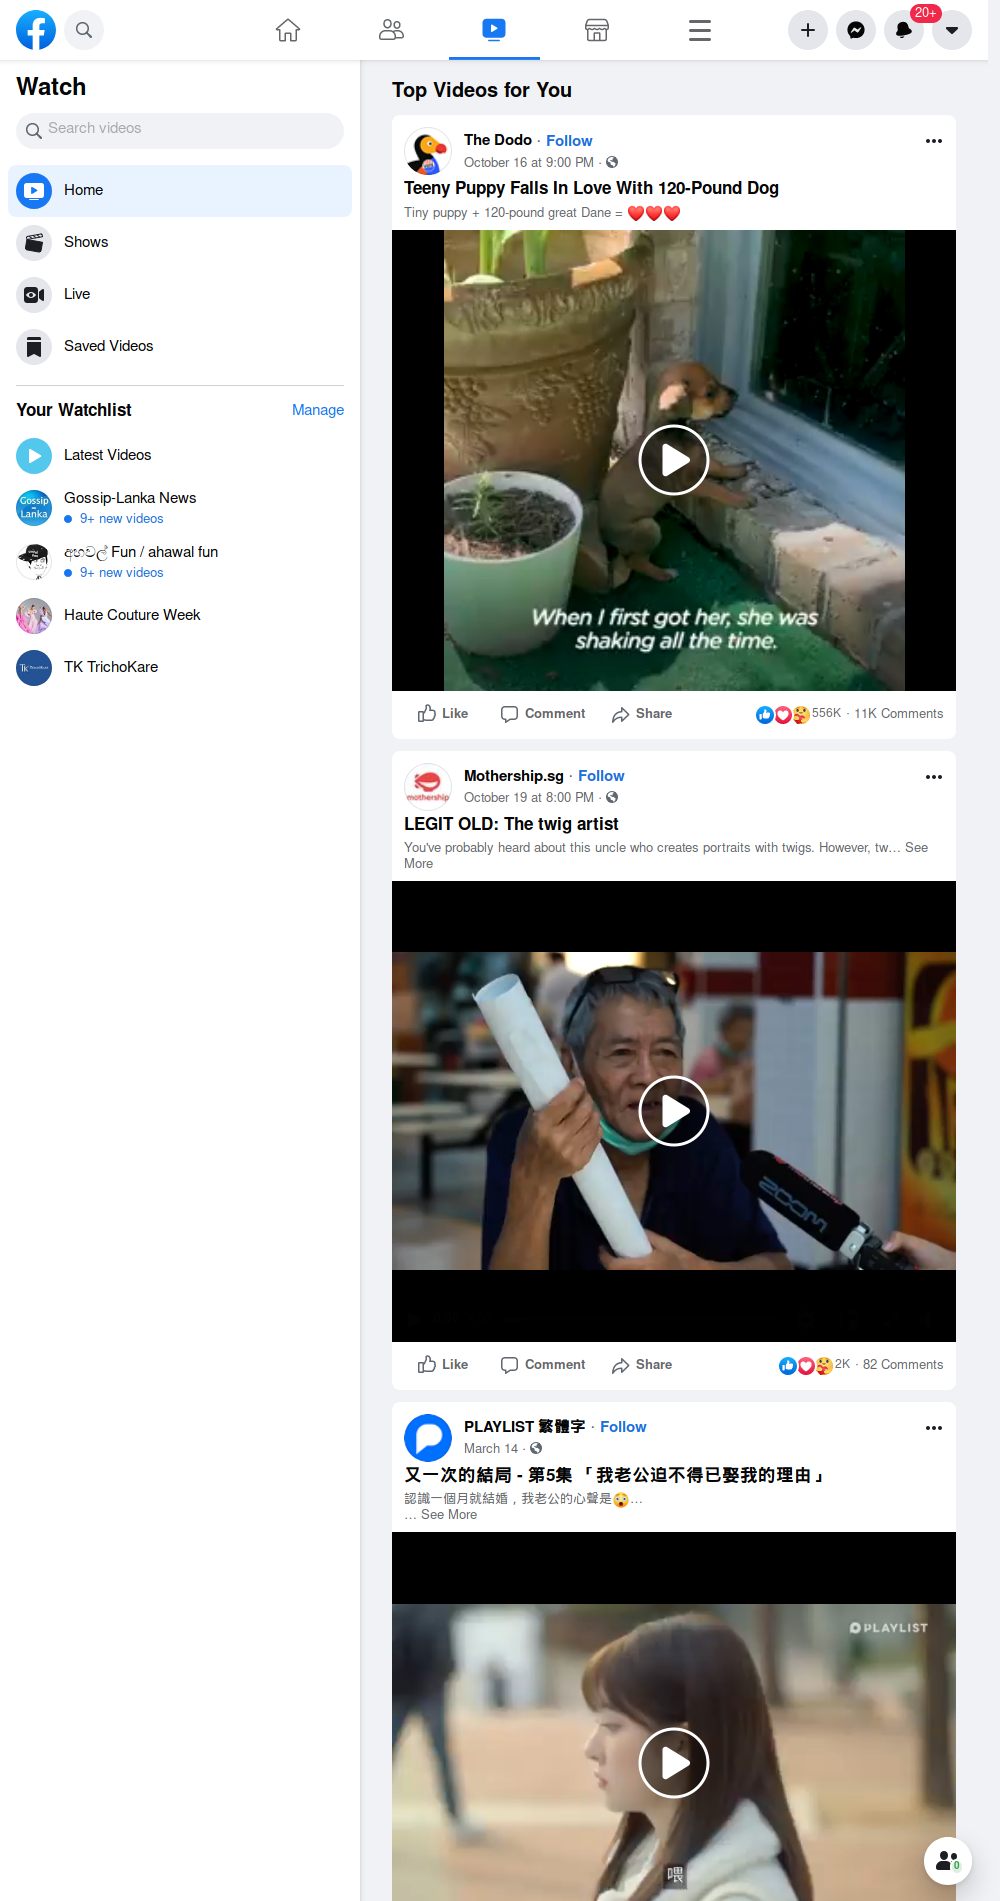 20+
Watch
Search videos
Home
Shows
Live
Saved Videos
Your Watchlist
Manage
Latest Videos
Gossip
Lanka
Gossip-Lanka News
9+ new videos
අහවල් Fun / ahawal fun
9+ new videos
Haute Couture Week
TK TrichoKare
Top Videos for You
The Dodo · Follow
October 16 at 9:00 PM ·
Teeny Puppy Falls In Love With 120-Pound Dog
Tiny puppy + 120-pound great Dane = ❤️❤️❤️
When I first got her, she was
shaking all the time.
Like
Comment
Share
556K · 11K Comments
mothership
Mothership.sg · Follow
October 19 at 8:00 PM ·
LEGIT OLD: The twig artist
You've probably heard about this uncle who creates portraits with twigs. However, tw… See
More
ZOOM
Like
Comment
Share
2K · 82 Comments
PLAYLIST 繁體字 · Follow
March 14 ·
又一次的結局 - 第5集 「我老公迫不得已娶我的理由」
認識一個月就結婚，我老公的心聲是😲…
… See More
PLAYLIST
喂
0